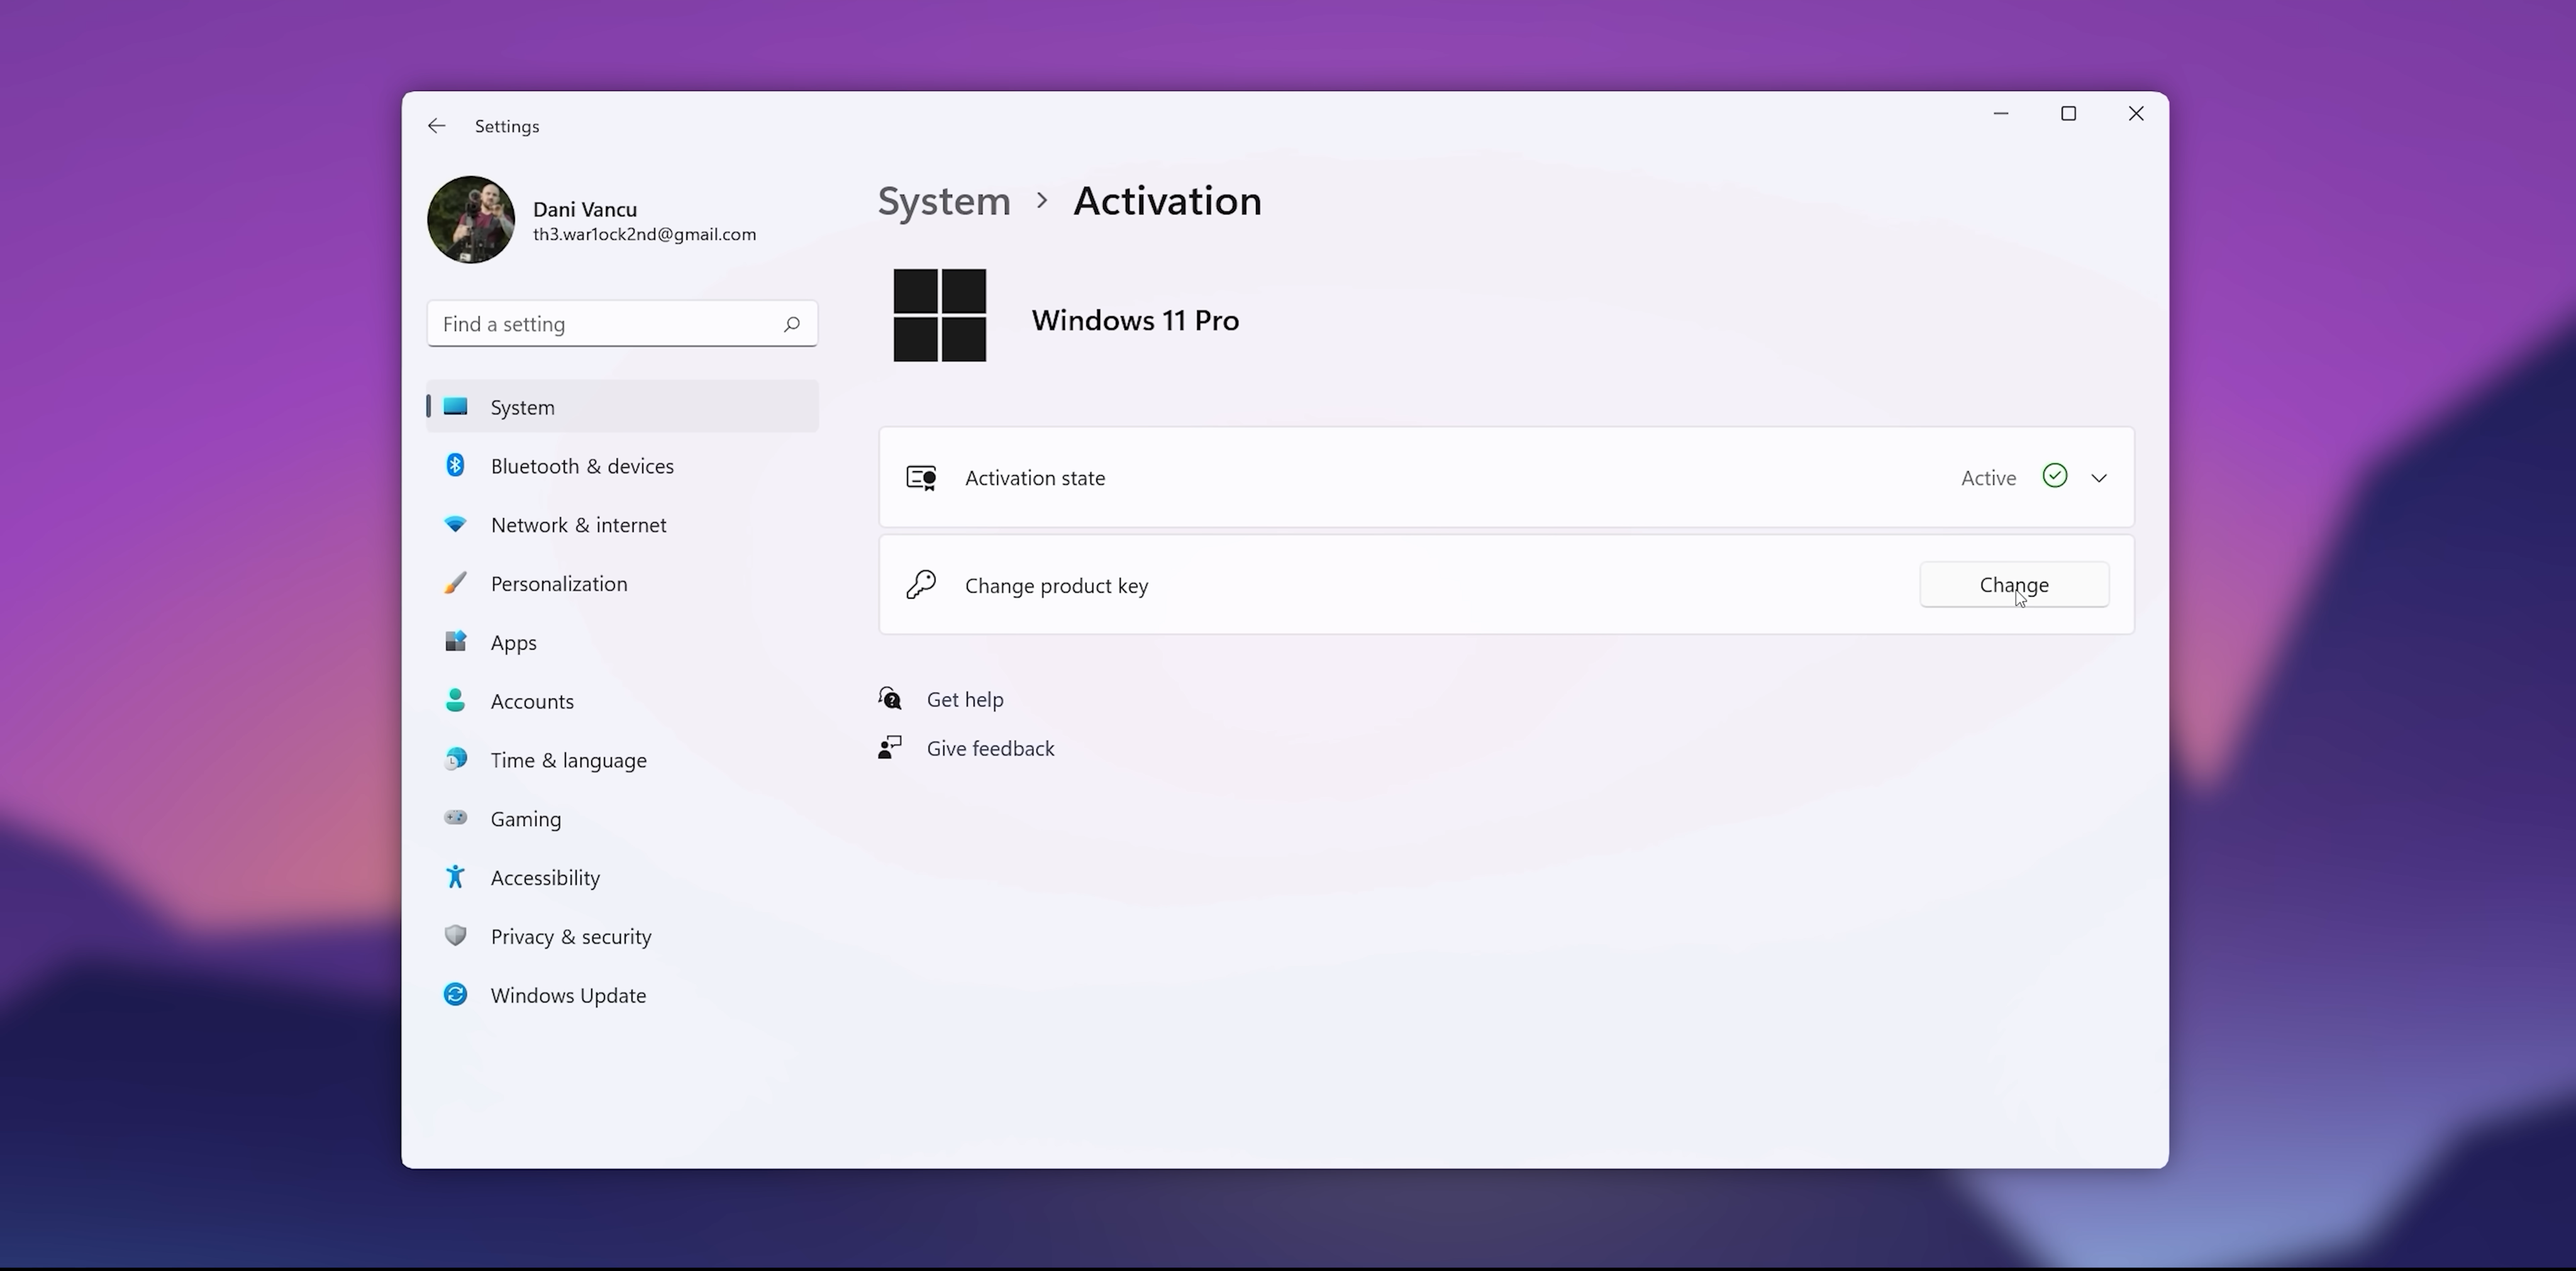 Settings
Dani Vancu
th3.war1ock2nd@gmail.com
Find a setting
System
Bluetooth & devices
Network & internet
Personalization
Apps
Accounts
Time & language
Gaming
Accessibility
Privacy & security
Windows Update
System > Activation
Windows 11 Pro
Activation state Active
Change product key Change
Get help
Give feedback